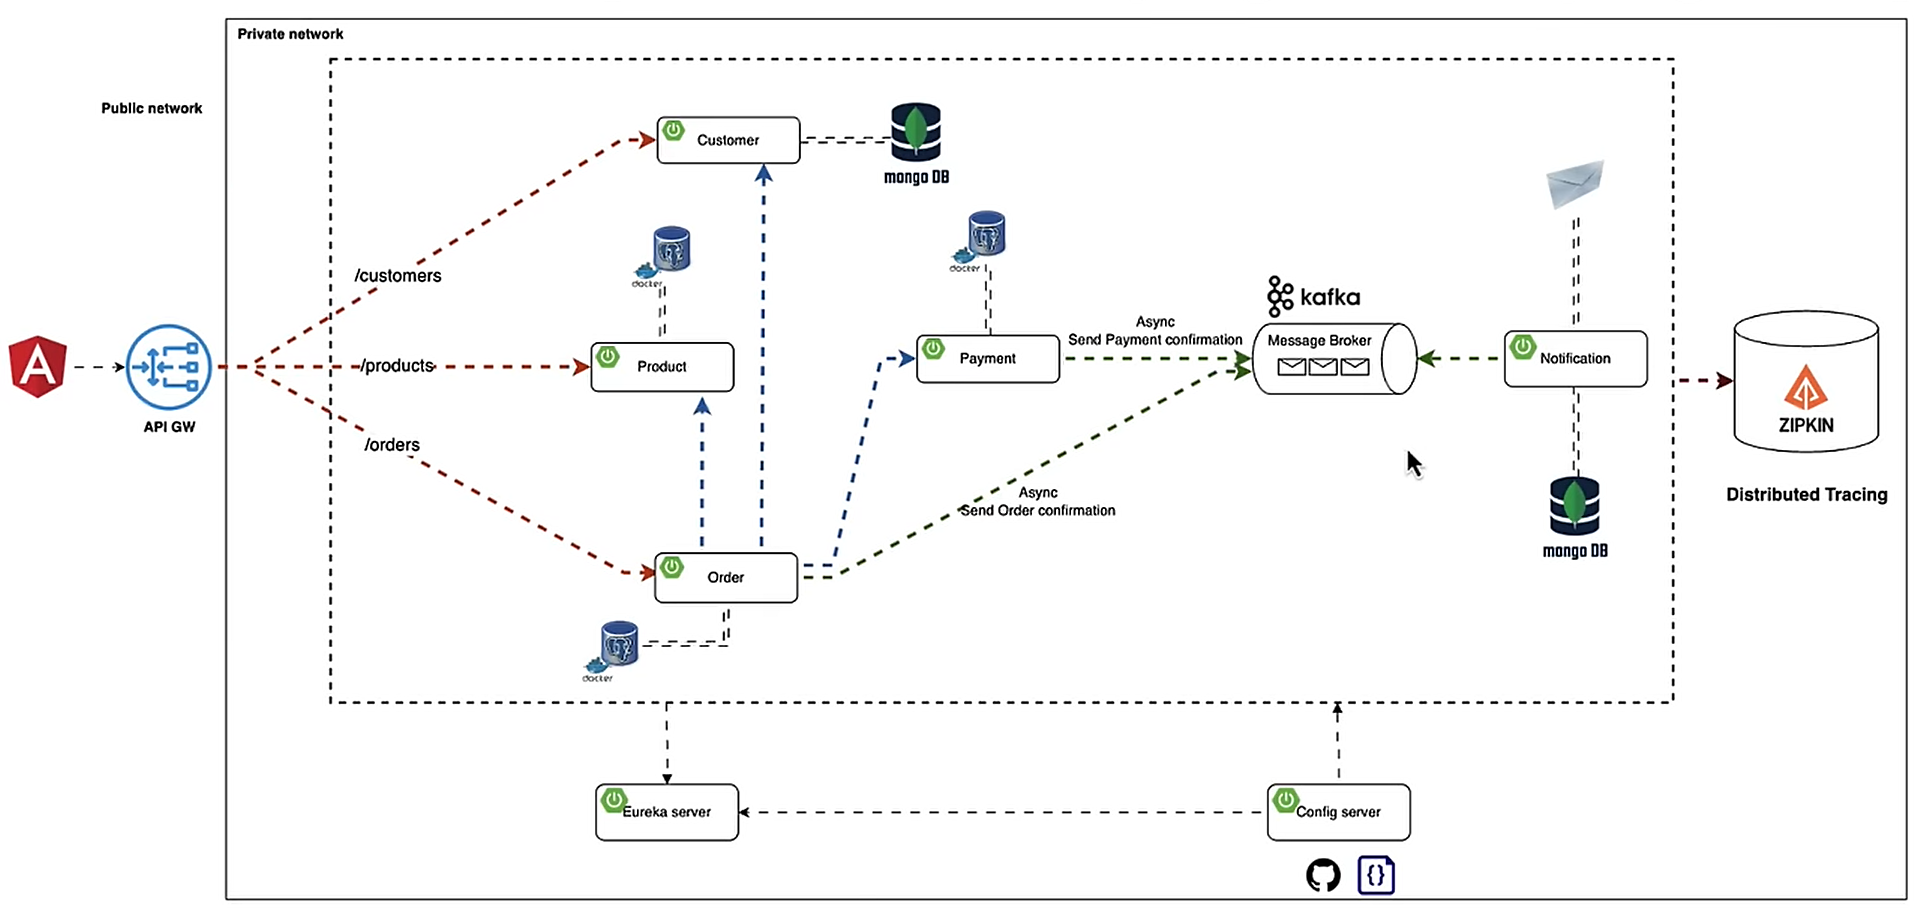 Private network
Public network
Customer
mongo DB
/customers
docker
docker
kafka
Async
Send Payment confirmation
Message Broker
/products
Product
Payment
Notification
API GW
/orders
ZIPKIN
Distributed Tracing
Async
Send Order confirmation
mongo DB
Order
docker
Eureka server
Config server
{}